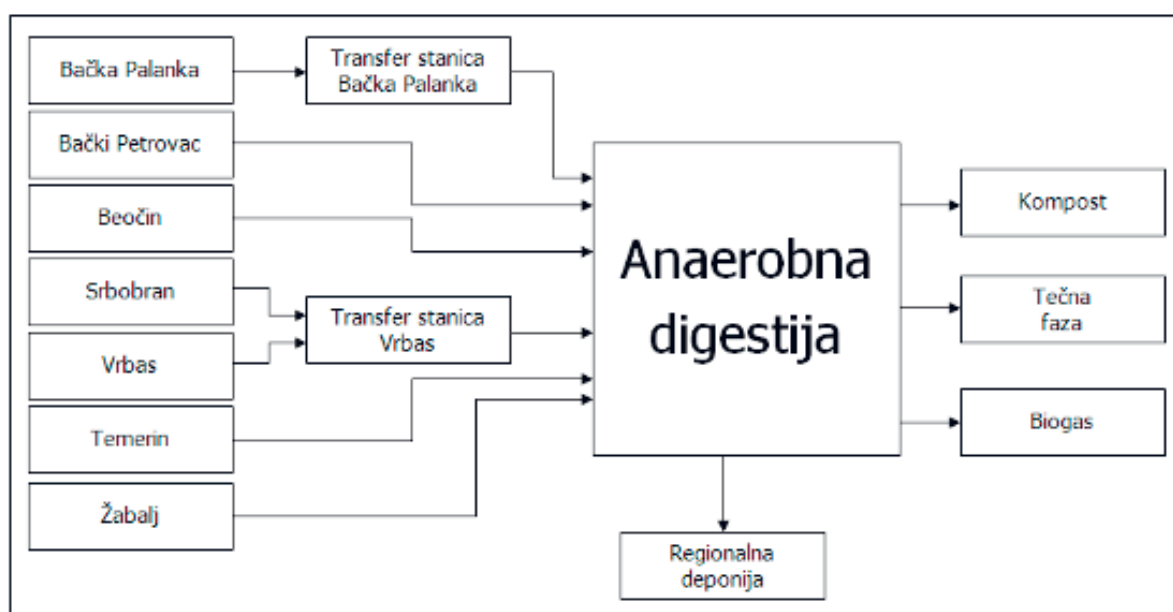 Bačka Palanka
Transfer stanica
Bačka Palanka
Bački Petrovac
Beočin
Srbobran
Transfer stanica
Vrbas
Vrbas
Temerin
Žabalj
Anaerobna
digestija
Kompost
Tečna
faza
Biogas
Regionalna
deponija